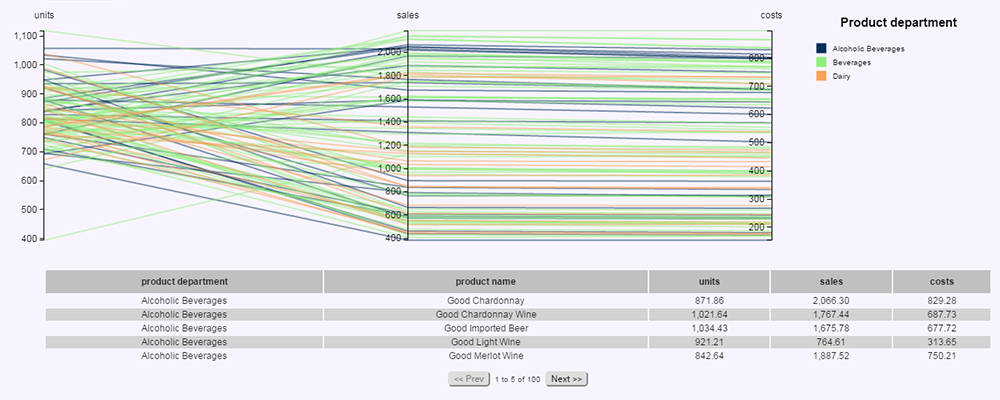 units sales costs
Product department
Alcoholic Beverages
Beverages
Dairy
1,100
1,000
900
800
700
600
500
400
2,000
1,800
1,600
1,400
1,200
1,000
800
600
400
800
700
600
500
400
300
200
product department product name units sales costs
Alcoholic Beverages Good Chardonnay 871.86 2,066.30 829.28
Alcoholic Beverages Good Chardonnay Wine 1,021.64 1,767.44 687.73
Alcoholic Beverages Good Imported Beer 1,034.43 1,675.78 677.72
Alcoholic Beverages Good Light Wine 921.21 764.61 313.65
Alcoholic Beverages Good Merlot Wine 842.64 1,887.52 750.21
<< Prev 1 to 5 of 100 Next >>